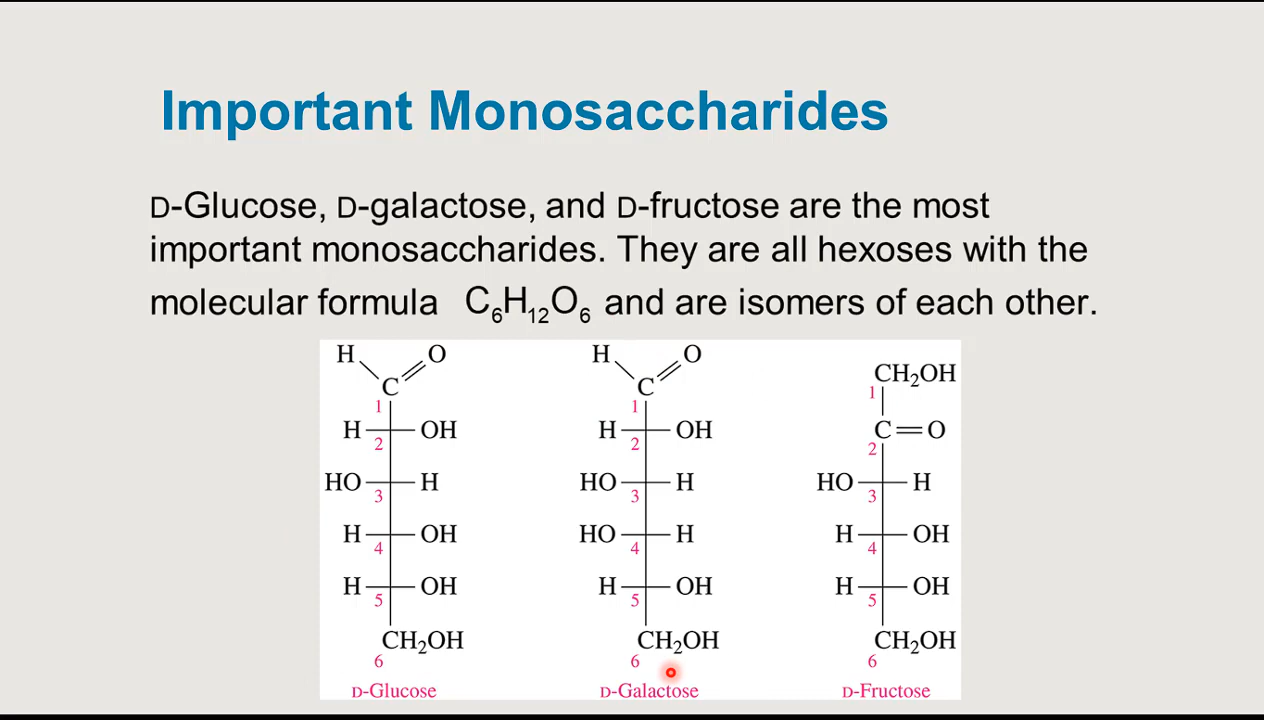 Important Monosaccharides
D-Glucose, D-galactose, and D-fructose are the most
important monosaccharides. They are all hexoses with the
molecular formula C₆H₁₂O₆ and are isomers of each other.
H O H O CH₂OH
C C 1
1 1
H OH H OH C O
2 2 2
HO H HO H HO H
3 3 3
H OH HO H H OH
4 4 4
H OH H OH H OH
5 5 5
CH₂OH CH₂OH CH₂OH
6 6 6
D-Glucose D-Galactose D-Fructose